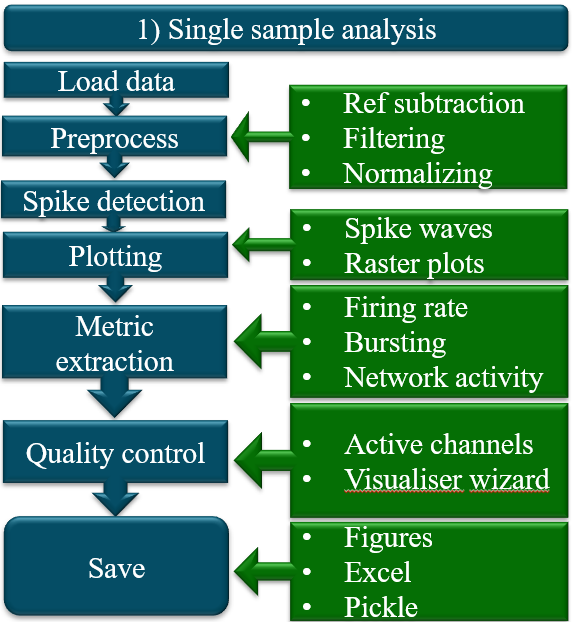 1) Single sample analysis
Load data
Preprocess
• Ref subtraction
• Filtering
• Normalizing
Spike detection
Plotting
• Spike waves
• Raster plots
Metric
extraction
• Firing rate
• Bursting
• Network activity
Quality control
• Active channels
• Visualiser wizard
Save
• Figures
• Excel
• Pickle